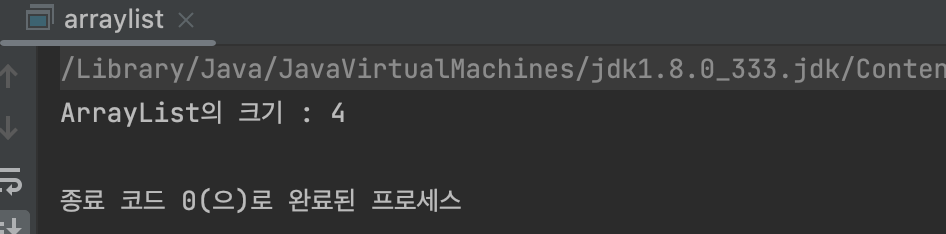 arraylist
/Library/Java/JavaVirtualMachines/jdk1.8.0_333.jdk/Conten
ArrayList의 크기 : 4
종료 코드 0(으)로 완료된 프로세스